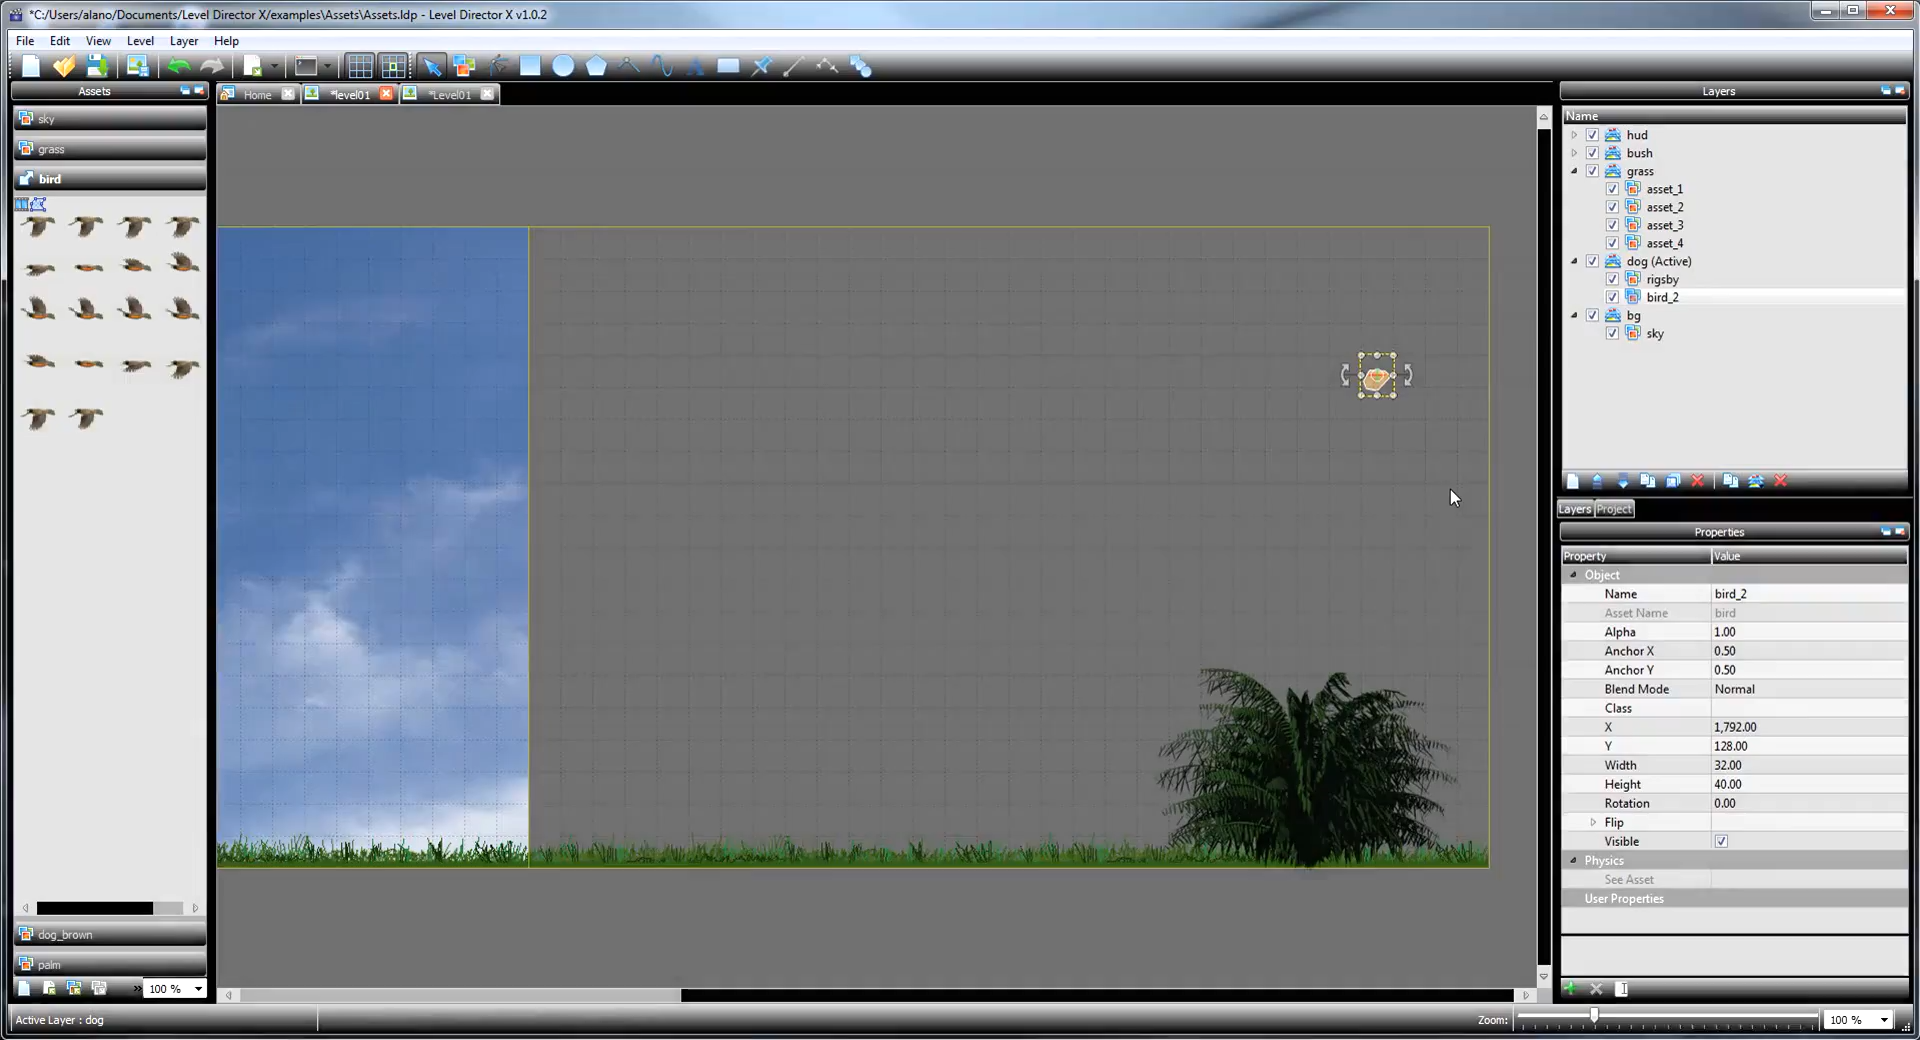 *C:/Users/alano/Documents/Level Director X/examples\Assets\Assets.ldp - Level Director X v1.0.2
File Edit View Level Layer Help
Assets
sky
grass
bird
dog_brown
palm
100 %
Home
*level01
*Level01
Layers
Name
hud
bush
grass
asset_1
asset_2
asset_3
asset_4
dog (Active)
rigsby
bird_2
bg
sky
Layers Project
Properties
Property Value
Object
Name bird_2
Asset Name bird
Alpha 1.00
Anchor X 0.50
Anchor Y 0.50
Blend Mode Normal
Class
X 1,792.00
Y 128.00
Width 32.00
Height 40.00
Rotation 0.00
Flip
Visible
Physics
See Asset
User Properties
Active Layer : dog
Zoom: 100 %